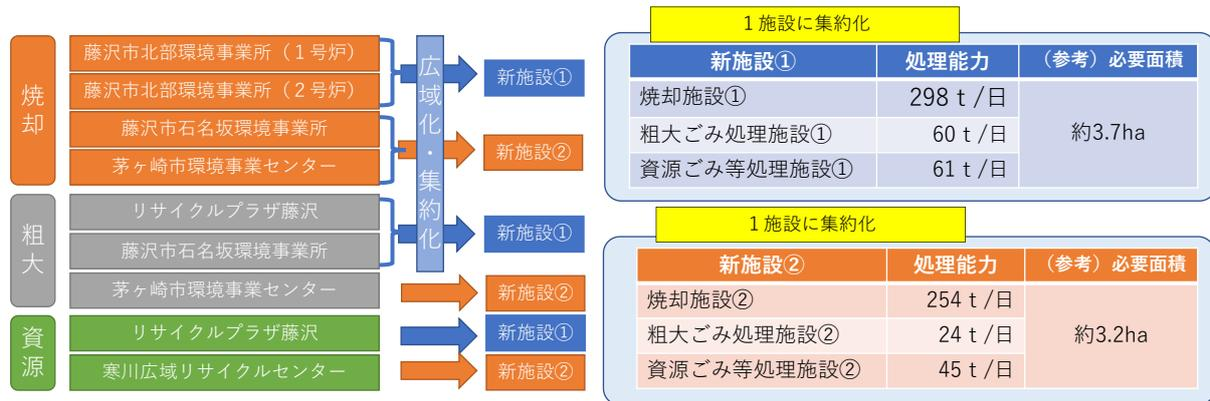 焼却
藤沢市北部環境事業所（１号炉）
藤沢市北部環境事業所（２号炉）
藤沢市石名坂環境事業所
茅ヶ崎市環境事業センター
粗大
リサイクルプラザ藤沢
藤沢市石名坂環境事業所
茅ヶ崎市環境事業センター
資源
リサイクルプラザ藤沢
寒川広域リサイクルセンター
広域化・集約化
新施設①
新施設②
新施設①
新施設②
新施設①
新施設②
１施設に集約化
新施設① 処理能力 （参考）必要面積
焼却施設① 298ｔ/日 約3.7ha
粗大ごみ処理施設① 60ｔ/日
資源ごみ等処理施設① 61ｔ/日
１施設に集約化
新施設② 処理能力 （参考）必要面積
焼却施設② 254ｔ/日 約3.2ha
粗大ごみ処理施設② 24ｔ/日
資源ごみ等処理施設② 45ｔ/日